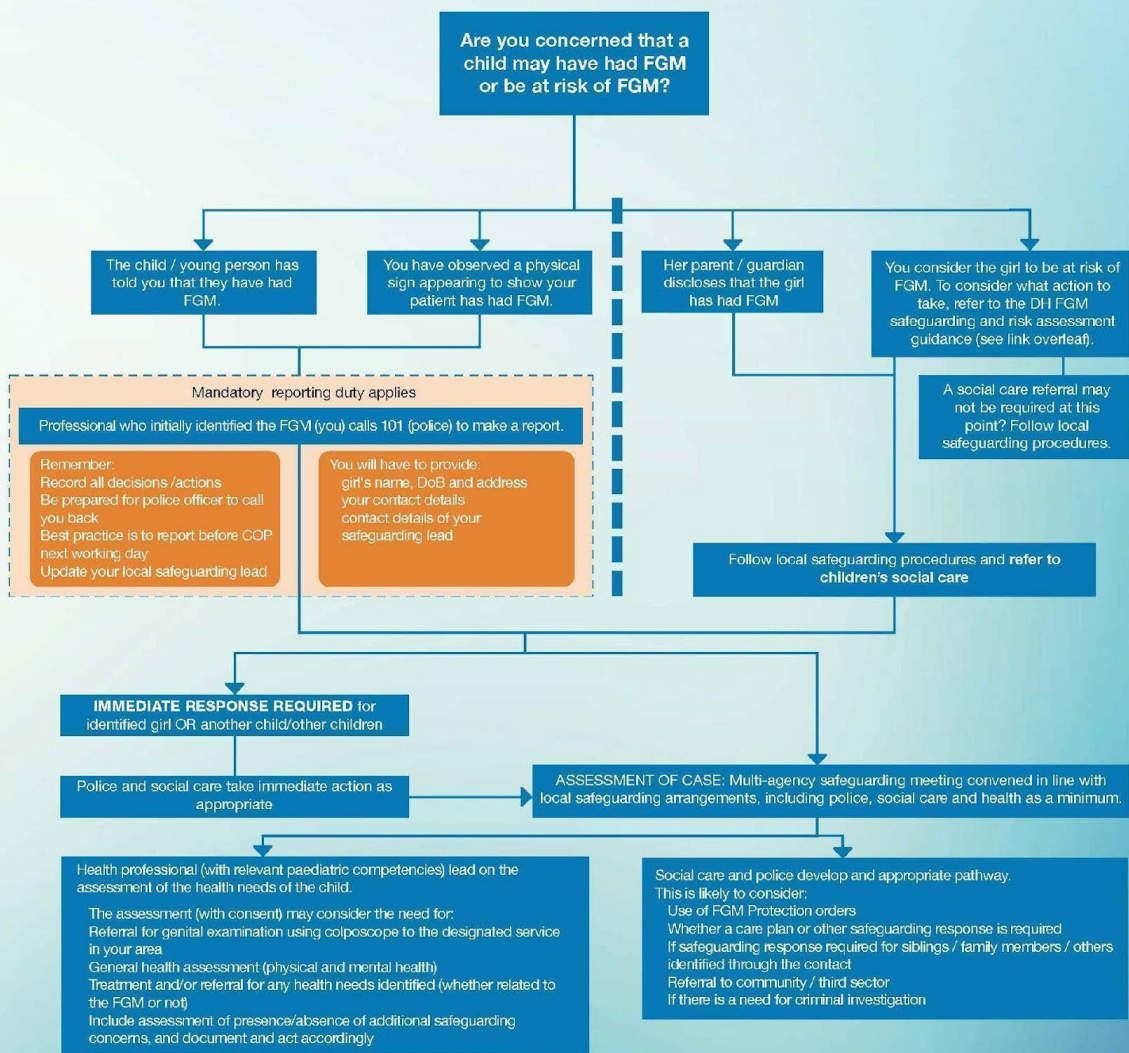 Are you concerned that a
child may have had FGM
or be at risk of FGM?
The child / young person has
told you that they have had
FGM.
You have observed a physical
sign appearing to show your
patient has had FGM.
Her parent / guardian
discloses that the girl
has had FGM
You consider the girl to be at risk of
FGM. To consider what action to
take, refer to the DH FGM
safeguarding and risk assessment
guidance (see link overleaf).
Mandatory reporting duty applies
Professional who initially identified the FGM (you) calls 101 (police) to make a report.
Remember:
Record all decisions /actions
Be prepared for police officer to call
you back
Best practice is to report before COP
next working day
Update your local safeguarding lead
You will have to provide:
girl's name, DoB and address
your contact details
contact details of your
safeguarding lead
A social care referral may
not be required at this
point? Follow local
safeguarding procedures.
Follow local safeguarding procedures and refer to
children's social care
IMMEDIATE RESPONSE REQUIRED for
identified girl OR another child/other children
Police and social care take immediate action as
appropriate
ASSESSMENT OF CASE: Multi-agency safeguarding meeting convened in line with
local safeguarding arrangements, including police, social care and health as a minimum.
Health professional (with relevant paediatric competencies) lead on the
assessment of the health needs of the child.
The assessment (with consent) may consider the need for:
Referral for genital examination using colposcope to the designated service
in your area
General health assessment (physical and mental health)
Treatment and/or referral for any health needs identified (whether related to
the FGM or not)
Include assessment of presence/absence of additional safeguarding
concerns, and document and act accordingly
Social care and police develop and appropriate pathway.
This is likely to consider:
Use of FGM Protection orders
Whether a care plan or other safeguarding response is required
If safeguarding response required for siblings / family members / others
identified through the contact
Referral to community / third sector
If there is a need for criminal investigation